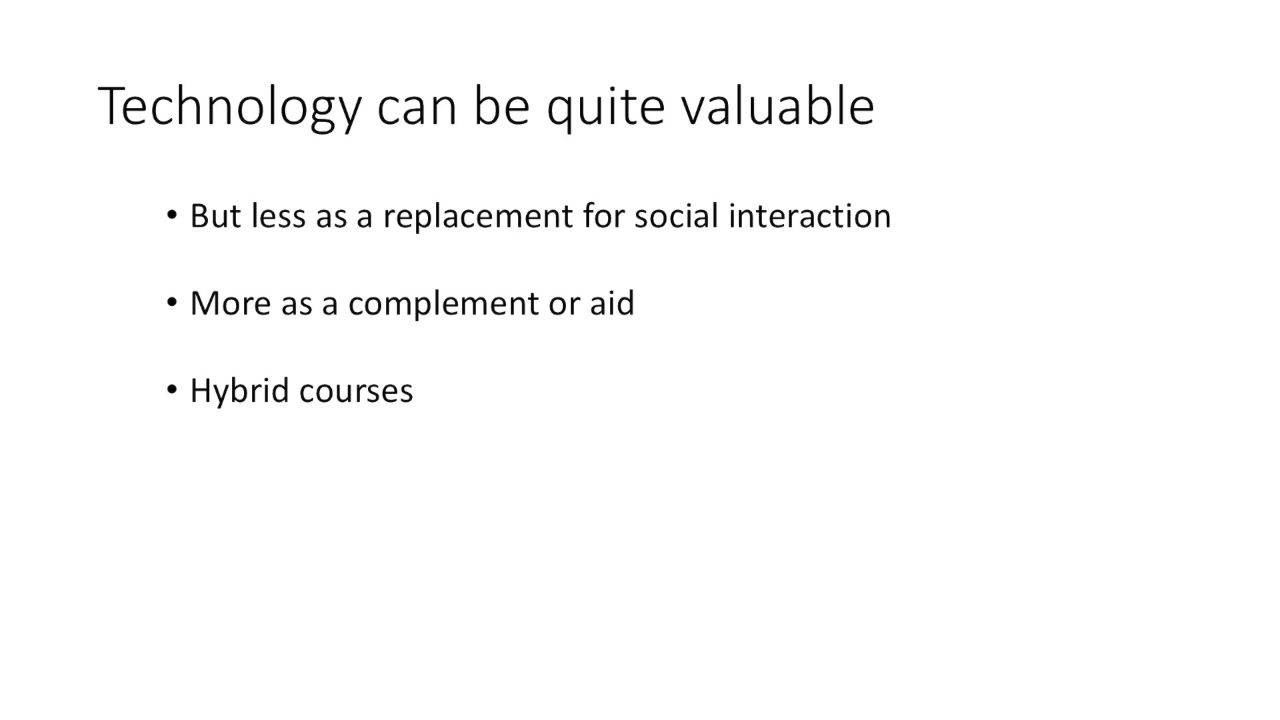 Technology can be quite valuable
• But less as a replacement for social interaction
• More as a complement or aid
• Hybrid courses